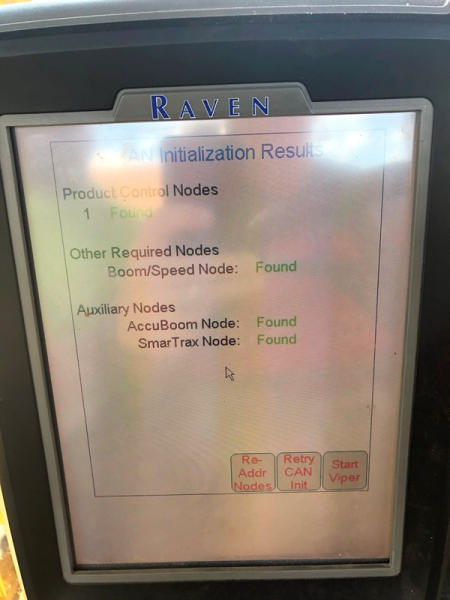 RAVEN
CAN Initialization Results
Product Control Nodes
1 Found
Other Required Nodes
Boom/Speed Node: Found
Auxiliary Nodes
AccuBoom Node: Found
SmarTrax Node: Found
Re-
Addr
Nodes
Retry
CAN
Init
Start
Viper